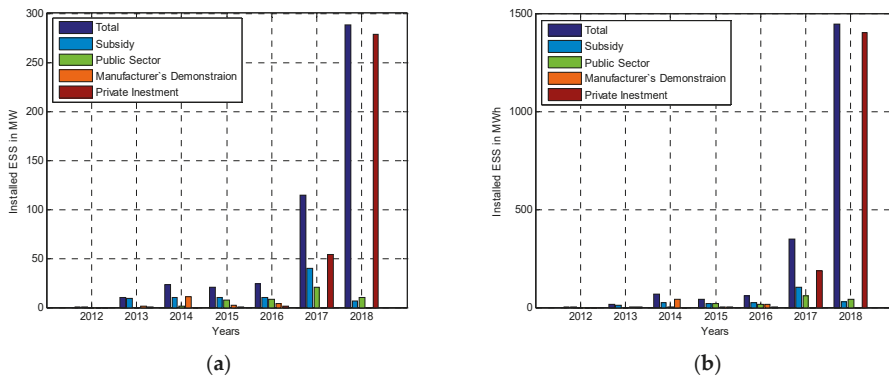 300
250
200
150
100
50
0
Installed ESS in MW
Total
Subsidy
Public Sector
Manufacturer`s Demonstraion
Private Inestment
2012 2013 2014 2015 2016 2017 2018
Years
(a)
1500
1000
500
0
Installed ESS in MWh
Total
Subsidy
Public Sector
Manufacturer`s Demonstraion
Private Inestment
2012 2013 2014 2015 2016 2017 2018
Years
(b)